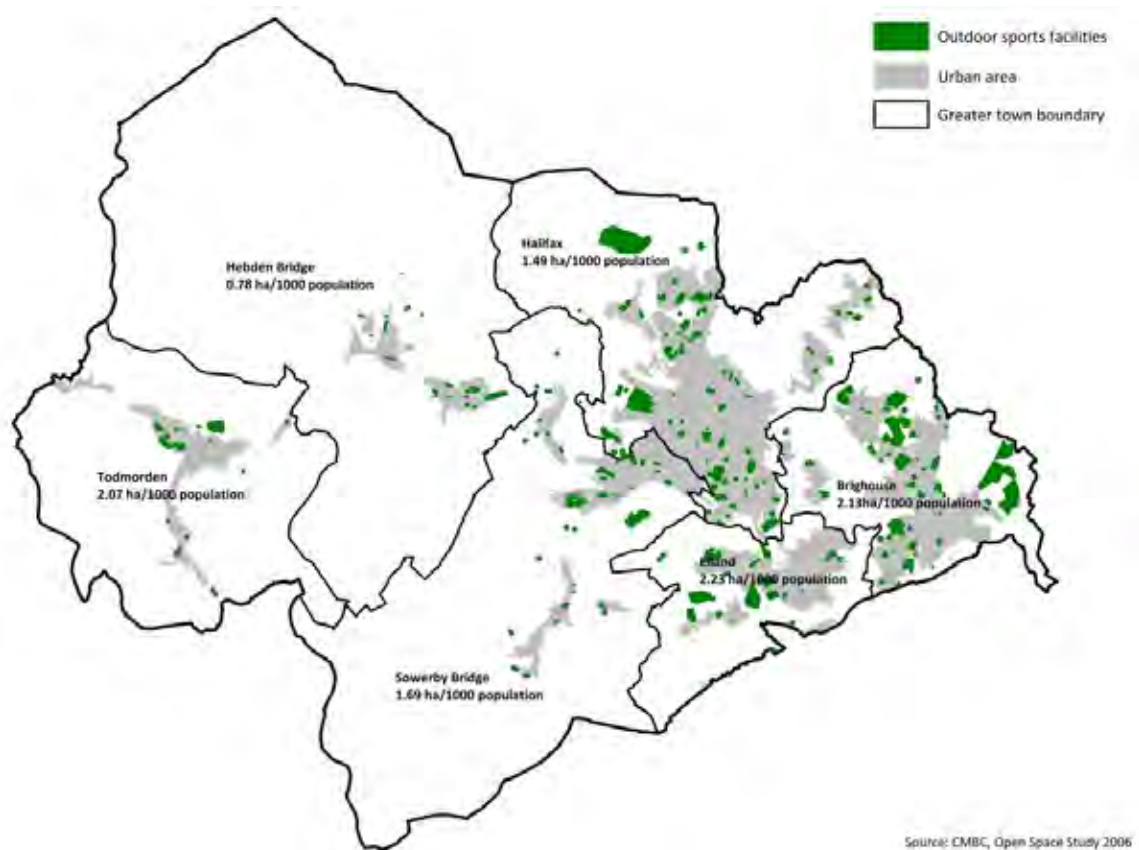 Outdoor sports facilities
Urban area
Greater town boundary
Halifax
1.49 ha/1000 population
Hebden Bridge
0.78 ha/1000 population
Todmorden
2.07 ha/1000 population
Brighouse
2.13ha/1000 population
Elland
2.23 ha/1000 population
Sowerby Bridge
1.69 ha/1000 population
Source: CMBC, Open Space Study 2006